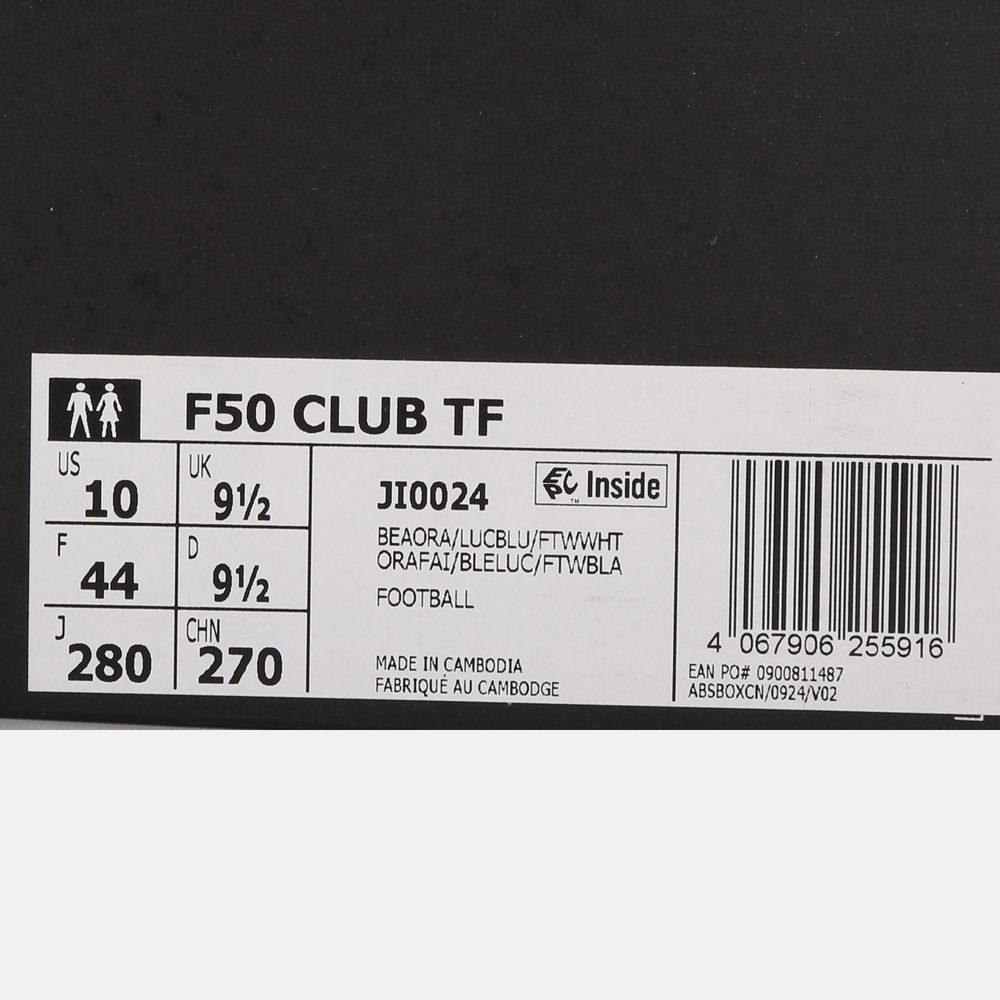 F50 CLUB TF
US 10
UK 9½
F 44
D 9½
J 280
CHN 270
JI0024
EPC Inside
TM
BEAORA/LUCBLU/FTWWHT
ORAFAI/BLELUC/FTWBLA
FOOTBALL
MADE IN CAMBODIA
FABRIQUÉ AU CAMBODGE
4 067906 255916
EAN PO# 0900811487
ABSBOXCN/0924/V02